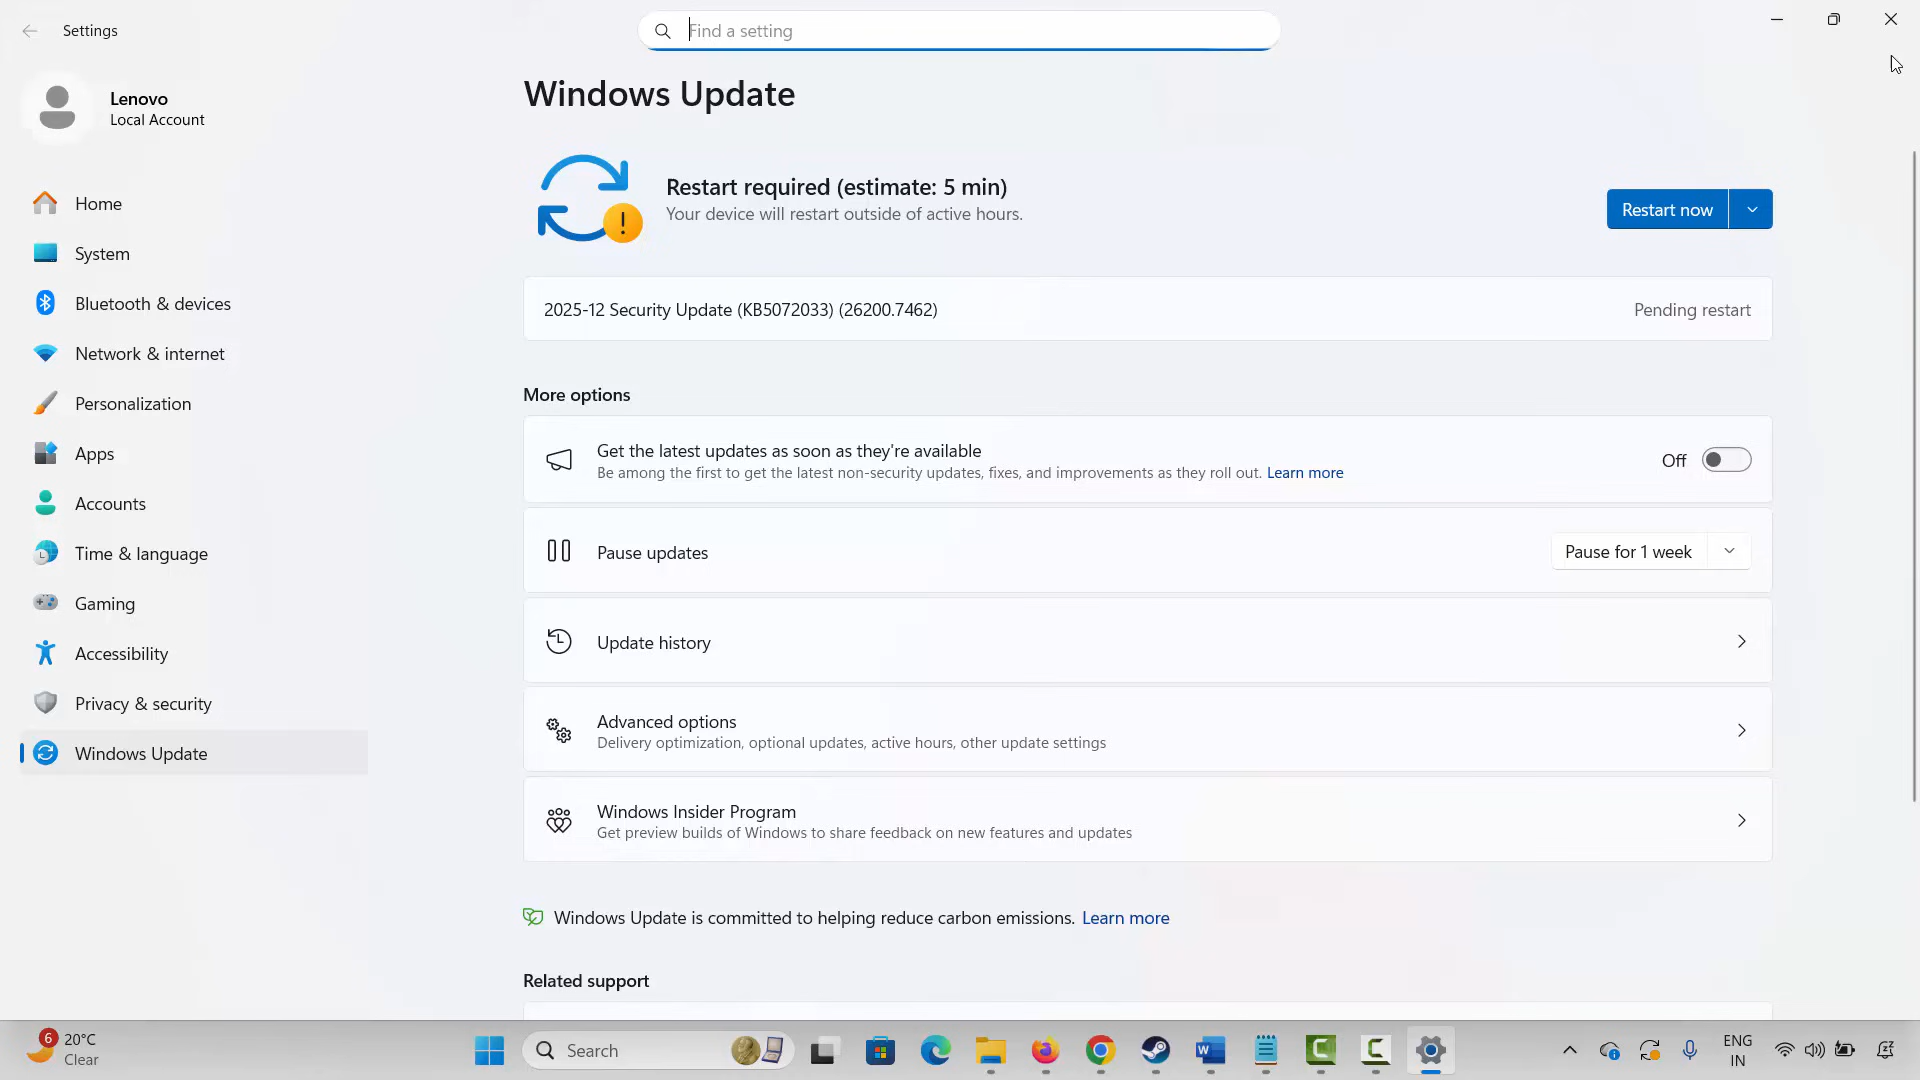 Settings
Find a setting
Lenovo
Local Account
Home
System
Bluetooth & devices
Network & internet
Personalization
Apps
Accounts
Time & language
Gaming
Accessibility
Privacy & security
Windows Update
Windows Update
Restart required (estimate: 5 min)
Your device will restart outside of active hours.
Restart now
2025-12 Security Update (KB5072033) (26200.7462)
Pending restart
More options
Get the latest updates as soon as they're available
Be among the first to get the latest non-security updates, fixes, and improvements as they roll out. Learn more
Off
Pause updates
Pause for 1 week
Update history
Advanced options
Delivery optimization, optional updates, active hours, other update settings
Windows Insider Program
Get preview builds of Windows to share feedback on new features and updates
Windows Update is committed to helping reduce carbon emissions. Learn more
Related support
6
20°C
Clear
Search
ENG
IN